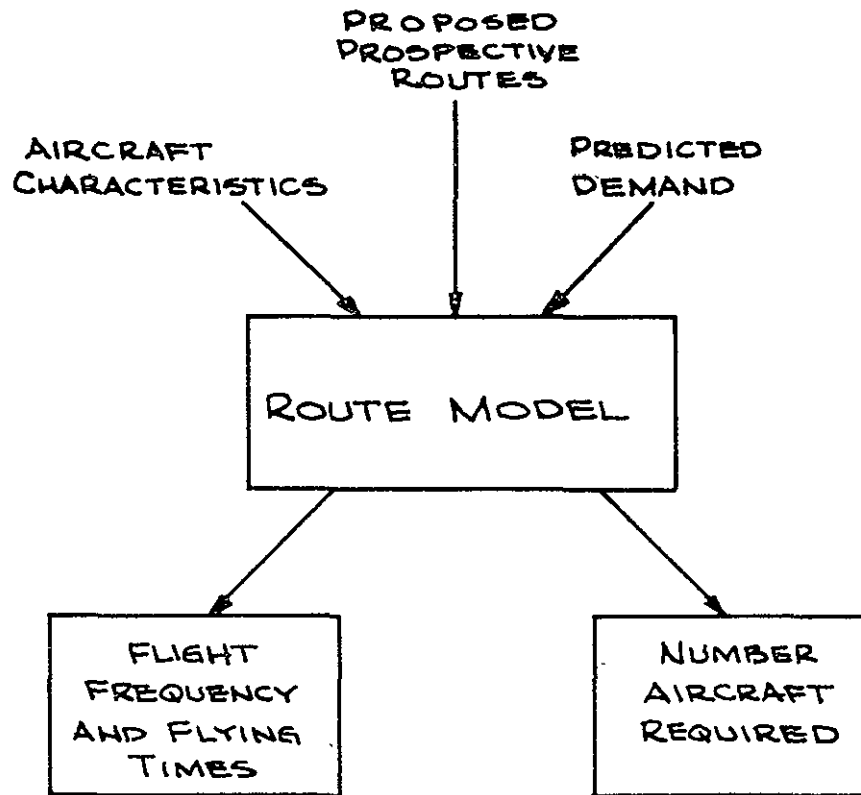 PROPOSED
PROSPECTIVE
ROUTES
AIRCRAFT
CHARACTERISTICS
PREDICTED
DEMAND
ROUTE MODEL
FLIGHT
FREQUENCY
AND FLYING
TIMES
NUMBER
AIRCRAFT
REQUIRED